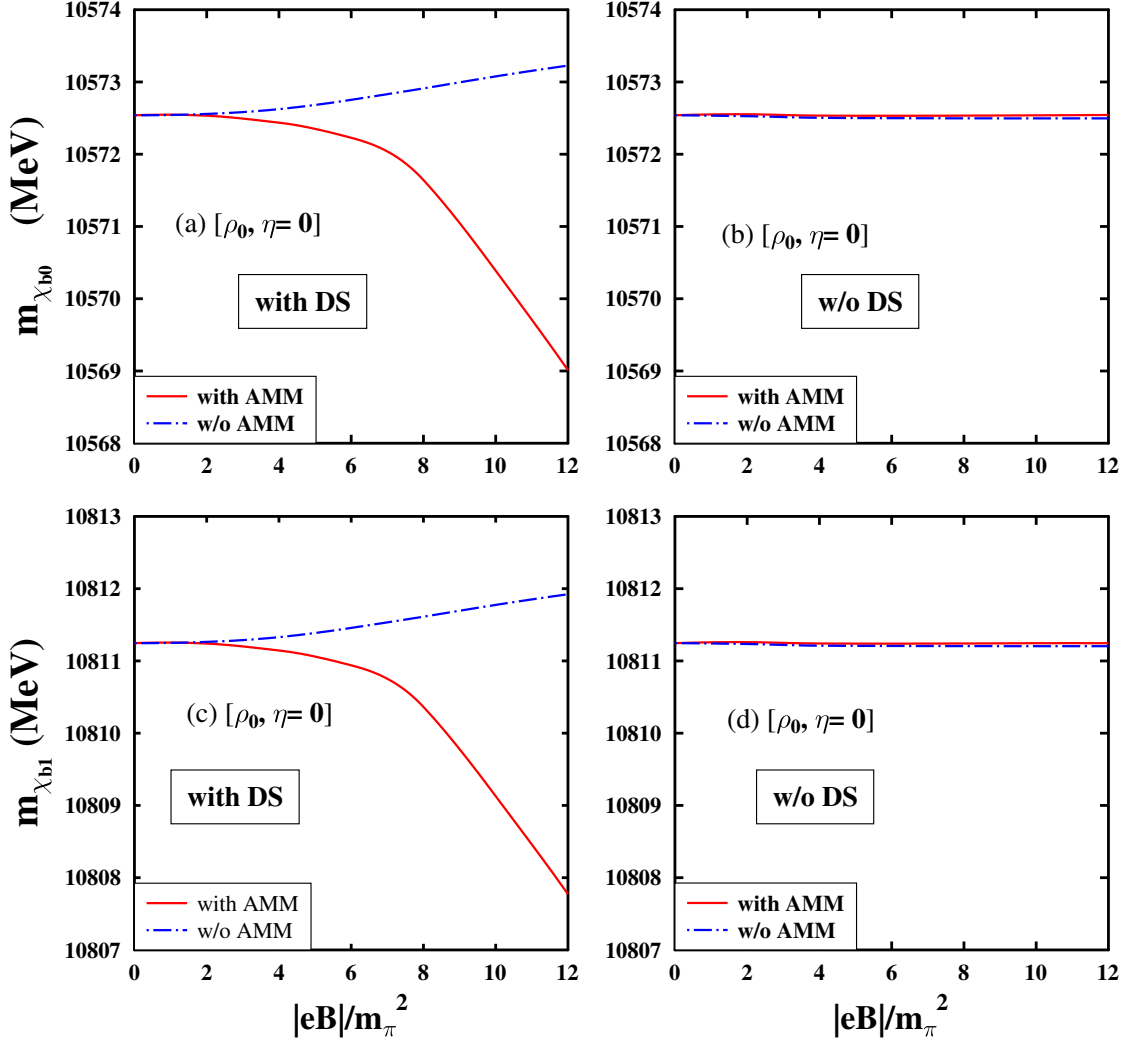 m_χb0 (MeV)
10574
10573
10572
10571
10570
10569
10568
(a) [ρ0, η= 0]
with DS
with AMM
w/o AMM
0 2 4 6 8 10 12
10574
10573
10572
10571
10570
10569
10568
(b) [ρ0, η= 0]
w/o DS
with AMM
w/o AMM
0 2 4 6 8 10 12
m_χb1 (MeV)
10813
10812
10811
10810
10809
10808
10807
(c) [ρ0, η= 0]
with DS
with AMM
w/o AMM
0 2 4 6 8 10 12
|eB|/mπ²
10813
10812
10811
10810
10809
10808
10807
(d) [ρ0, η= 0]
w/o DS
with AMM
w/o AMM
0 2 4 6 8 10 12
|eB|/mπ²